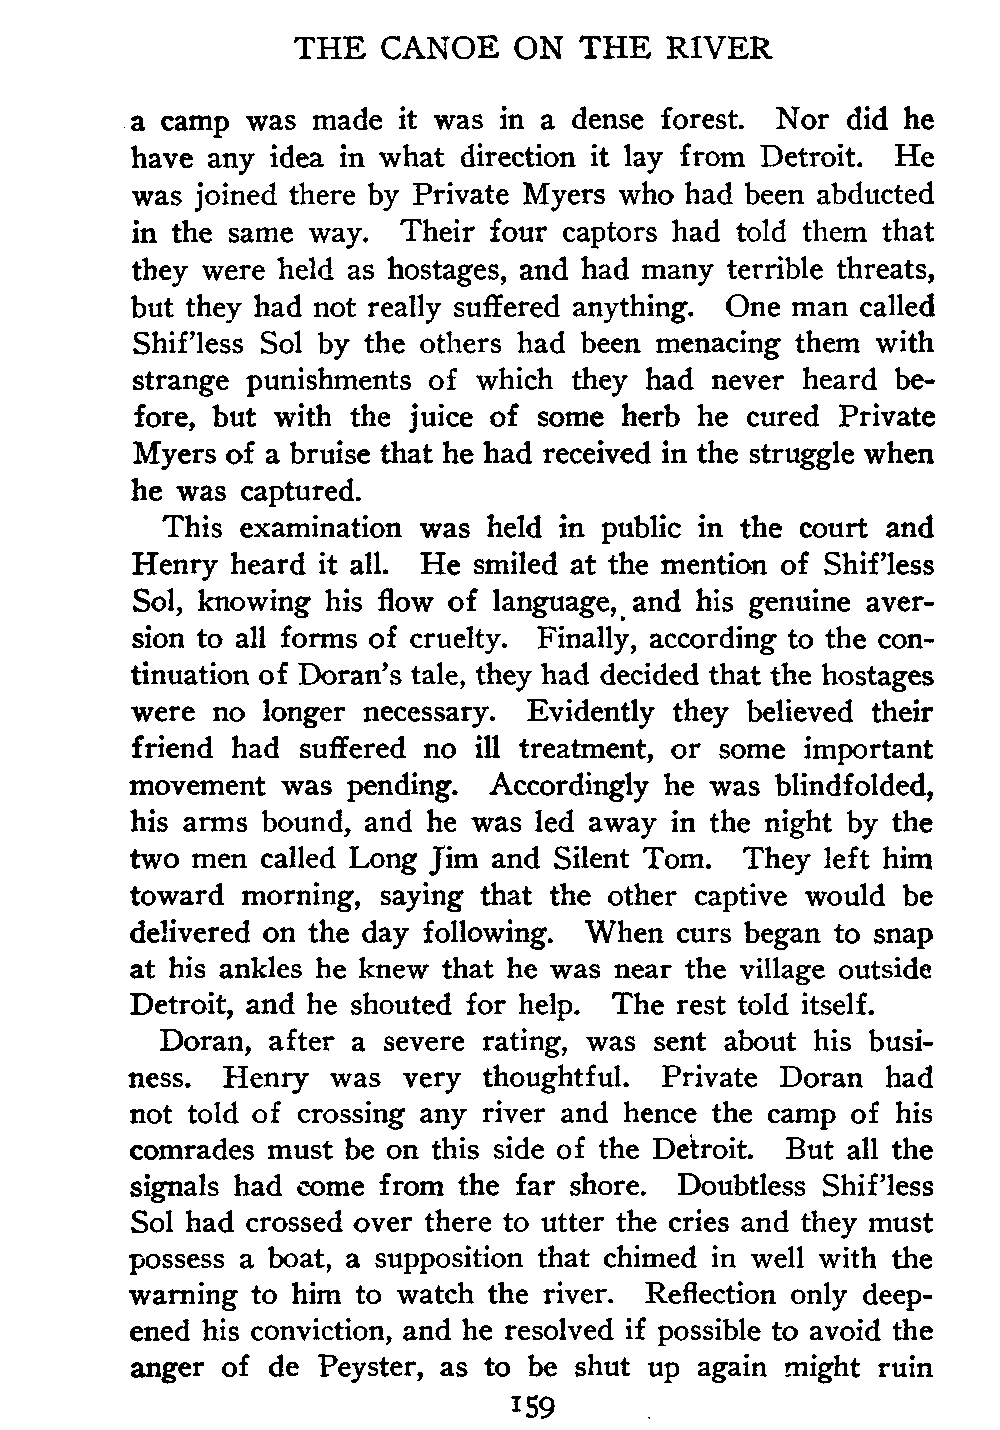 THE CANOE ON THE RIVER
a camp was made it was in a dense forest. Nor did he
have any idea in what direction it lay from Detroit. He
was joined there by Private Myers who had been abducted
in the same way. Their four captors had told them that
they were held as hostages, and had many terrible threats,
but they had not really suffered anything. One man called
Shif'less Sol by the others had been menacing them with
strange punishments of which they had never heard be-
fore, but with the juice of some herb he cured Private
Myers of a bruise that he had received in the struggle when
he was captured.
This examination was held in public in the court and
Henry heard it all. He smiled at the mention of Shif'less
Sol, knowing his flow of language, and his genuine aver-
sion to all forms of cruelty. Finally, according to the con-
tinuation of Doran's tale, they had decided that the hostages
were no longer necessary. Evidently they believed their
friend had suffered no ill treatment, or some important
movement was pending. Accordingly he was blindfolded,
his arms bound, and he was led away in the night by the
two men called Long Jim and Silent Tom. They left him
toward morning, saying that the other captive would be
delivered on the day following. When curs began to snap
at his ankles he knew that he was near the village outside
Detroit, and he shouted for help. The rest told itself.
Doran, after a severe rating, was sent about his busi-
ness. Henry was very thoughtful. Private Doran had
not told of crossing any river and hence the camp of his
comrades must be on this side of the Detroit. But all the
signals had come from the far shore. Doubtless Shif'less
Sol had crossed over there to utter the cries and they must
possess a boat, a supposition that chimed in well with the
warning to him to watch the river. Reflection only deep-
ened his conviction, and he resolved if possible to avoid the
anger of de Peyster, as to be shut up again might ruin
159